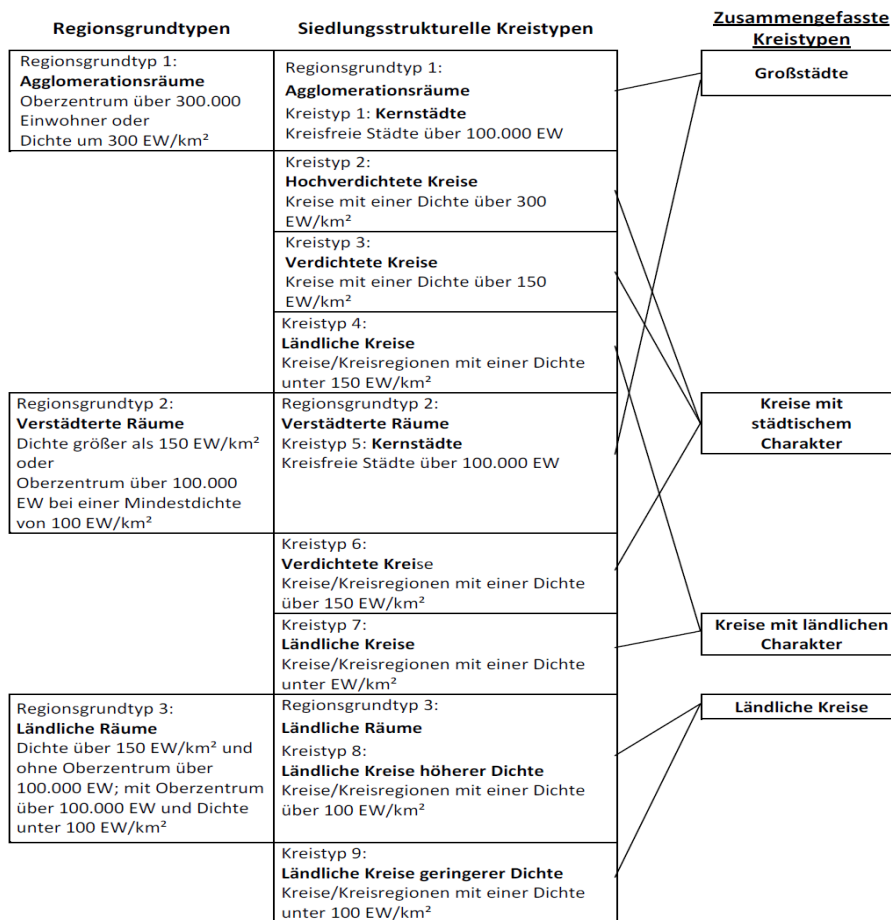 Regionsgrundtypen
Siedlungsstrukturelle Kreistypen
Zusammengefasste
Kreistypen
Regionsgrundtyp 1:
Agglomerationsräume
Oberzentrum über 300.000
Einwohner oder
Dichte um 300 EW/km²
Regionsgrundtyp 1:
Agglomerationsräume
Kreistyp 1: Kernstädte
Kreisfreie Städte über 100.000 EW
Großstädte
Kreistyp 2:
Hochverdichtete Kreise
Kreise mit einer Dichte über 300
EW/km²
Kreistyp 3:
Verdichtete Kreise
Kreise mit einer Dichte über 150
EW/km²
Kreistyp 4:
Ländliche Kreise
Kreise/Kreisregionen mit einer Dichte
unter 150 EW/km²
Regionsgrundtyp 2:
Verstädterte Räume
Dichte größer als 150 EW/km²
oder
Oberzentrum über 100.000
EW bei einer Mindestdichte
von 100 EW/km²
Regionsgrundtyp 2:
Verstädterte Räume
Kreistyp 5: Kernstädte
Kreisfreie Städte über 100.000 EW
Kreise mit
städtischem
Charakter
Kreistyp 6:
Verdichtete Kreise
Kreise/Kreisregionen mit einer Dichte
über 150 EW/km²
Kreistyp 7:
Ländliche Kreise
Kreise/Kreisregionen mit einer Dichte
unter EW/km²
Kreise mit ländlichen
Charakter
Regionsgrundtyp 3:
Ländliche Räume
Dichte über 150 EW/km² und
ohne Oberzentrum über
100.000 EW; mit Oberzentrum
über 100.000 EW und Dichte
unter 100 EW/km²
Regionsgrundtyp 3:
Ländliche Räume
Kreistyp 8:
Ländliche Kreise höherer Dichte
Kreise/Kreisregionen mit einer Dichte
über 100 EW/km²
Ländliche Kreise
Kreistyp 9:
Ländliche Kreise geringerer Dichte
Kreise/Kreisregionen mit einer Dichte
unter 100 EW/km²